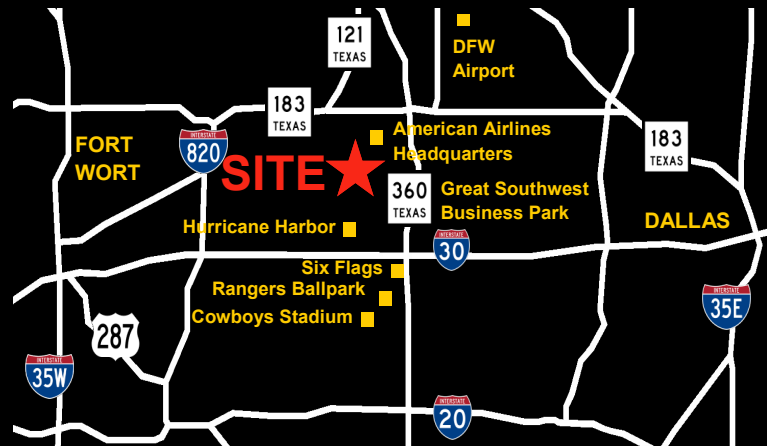 121
TEXAS
DFW
Airport
183
TEXAS
American Airlines
Headquarters
FORT
WORT
INTERSTATE
820
SITE
183
TEXAS
360
TEXAS
Great Southwest
Business Park
DALLAS
Hurricane Harbor
INTERSTATE
30
Six Flags
Rangers Ballpark
Cowboys Stadium
INTERSTATE
35E
287
INTERSTATE
35W
INTERSTATE
20